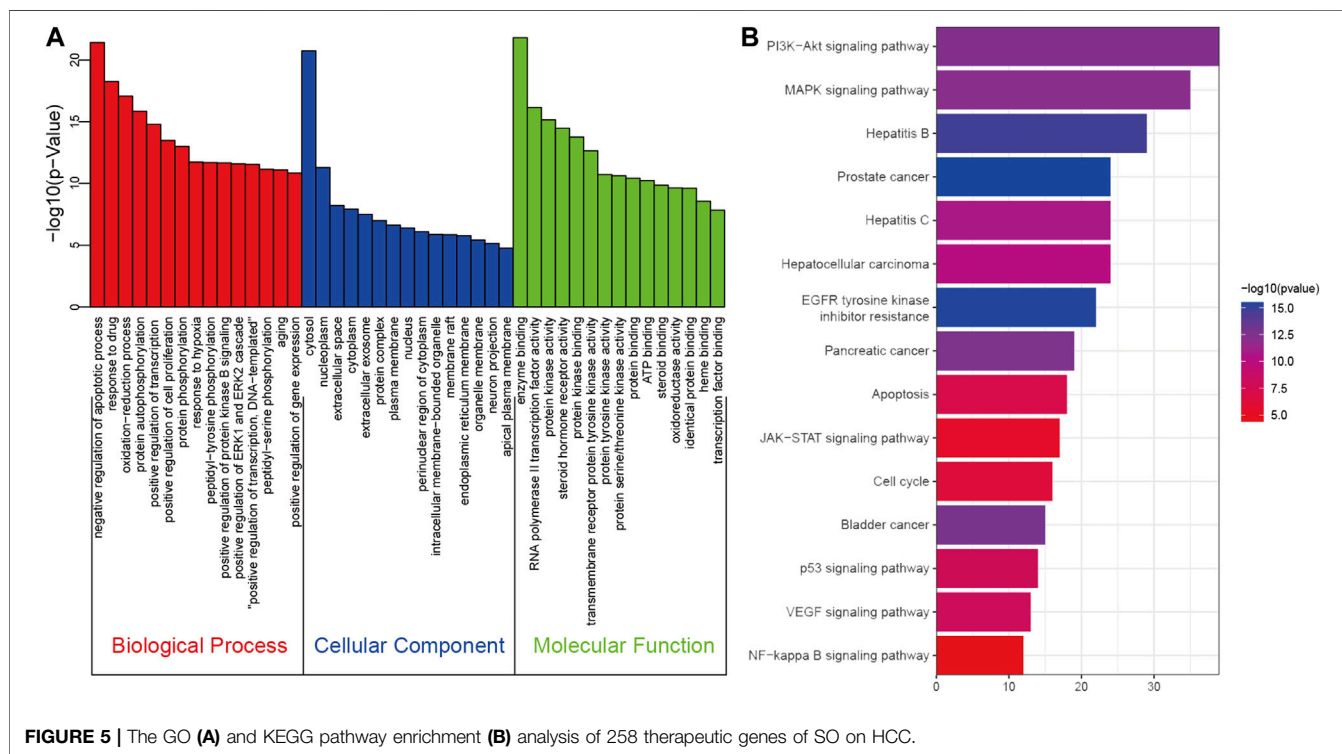 A
−log10(p−Value)
20
15
10
5
0
negative regulation of apoptotic process
response to drug
oxidation−reduction process
protein autophosphorylation
positive regulation of transcription
positive regulation of cell proliferation
protein phosphorylation
response to hypoxia
peptidyl−tyrosine phosphorylation
positive regulation of protein kinase B signaling
positive regulation of ERK1 and ERK2 cascade
"positive regulation of transcription, DNA−templated"
peptidyl−serine phosphorylation
aging
positive regulation of gene expression
cytosol
nucleoplasm
extracellular space
cytoplasm
extracellular exosome
protein complex
plasma membrane
nucleus
perinuclear region of cytoplasm
intracellular membrane−bounded organelle
membrane raft
endoplasmic reticulum membrane
organelle membrane
neuron projection
apical plasma membrane
enzyme binding
RNA polymerase II transcription factor activity
protein kinase activity
steroid hormone receptor activity
protein kinase binding
transmembrane receptor protein tyrosine kinase activity
protein tyrosine kinase activity
protein serine/threonine kinase activity
protein binding
ATP binding
steroid binding
oxidoreductase activity
identical protein binding
heme binding
transcription factor binding
Biological Process
Cellular Component
Molecular Function
B
PI3K−Akt signaling pathway
MAPK signaling pathway
Hepatitis B
Prostate cancer
Hepatitis C
Hepatocellular carcinoma
EGFR tyrosine kinase
inhibitor resistance
Pancreatic cancer
Apoptosis
JAK−STAT signaling pathway
Cell cycle
Bladder cancer
p53 signaling pathway
VEGF signaling pathway
NF−kappa B signaling pathway
0 10 20 30
−log10(pvalue)
15.0
12.5
10.0
7.5
5.0
FIGURE 5 | The GO (A) and KEGG pathway enrichment (B) analysis of 258 therapeutic genes of SO on HCC.